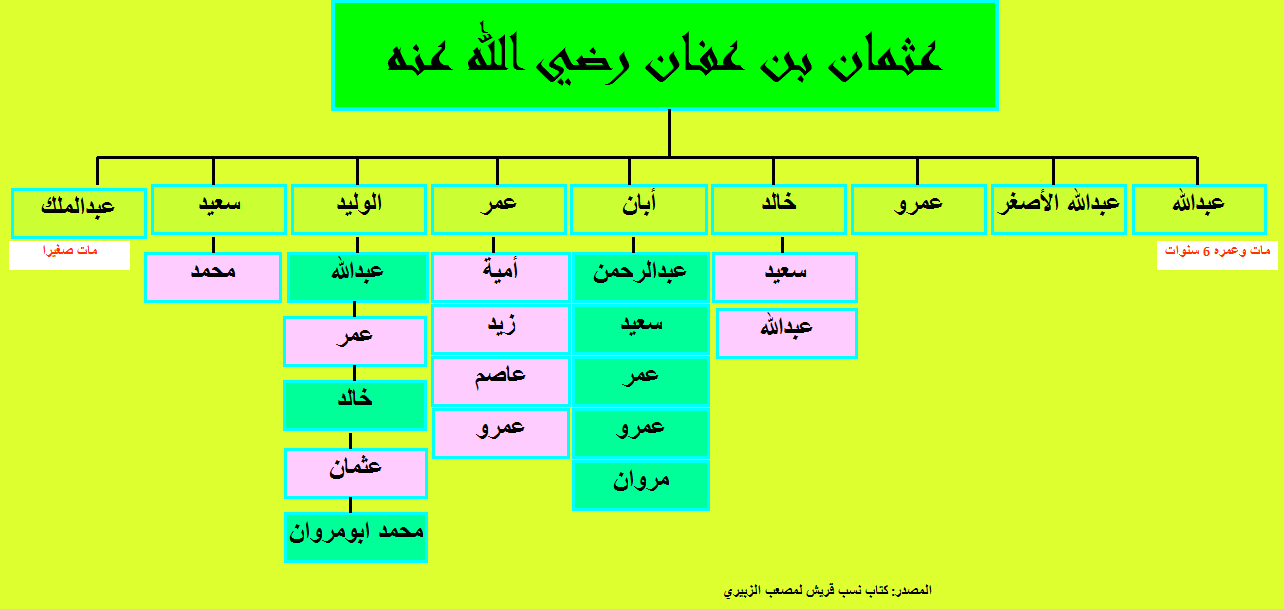 عثمان بن عفان رضي الله عنه
عبدالله
عبدالله الأصغر
عمرو
خالد
أبان
عمر
الوليد
سعيد
عبدالملك
مات وعمره 6 سنوات
مات صغيرا
سعيد
عبدالرحمن
أمية
عبدالله
محمد
عبدالله
سعيد
زيد
عمر
عمر
عاصم
خالد
عمرو
عمرو
عثمان
مروان
محمد ابومروان
المصدر: كتاب نسب قريش لمصعب الزبيري